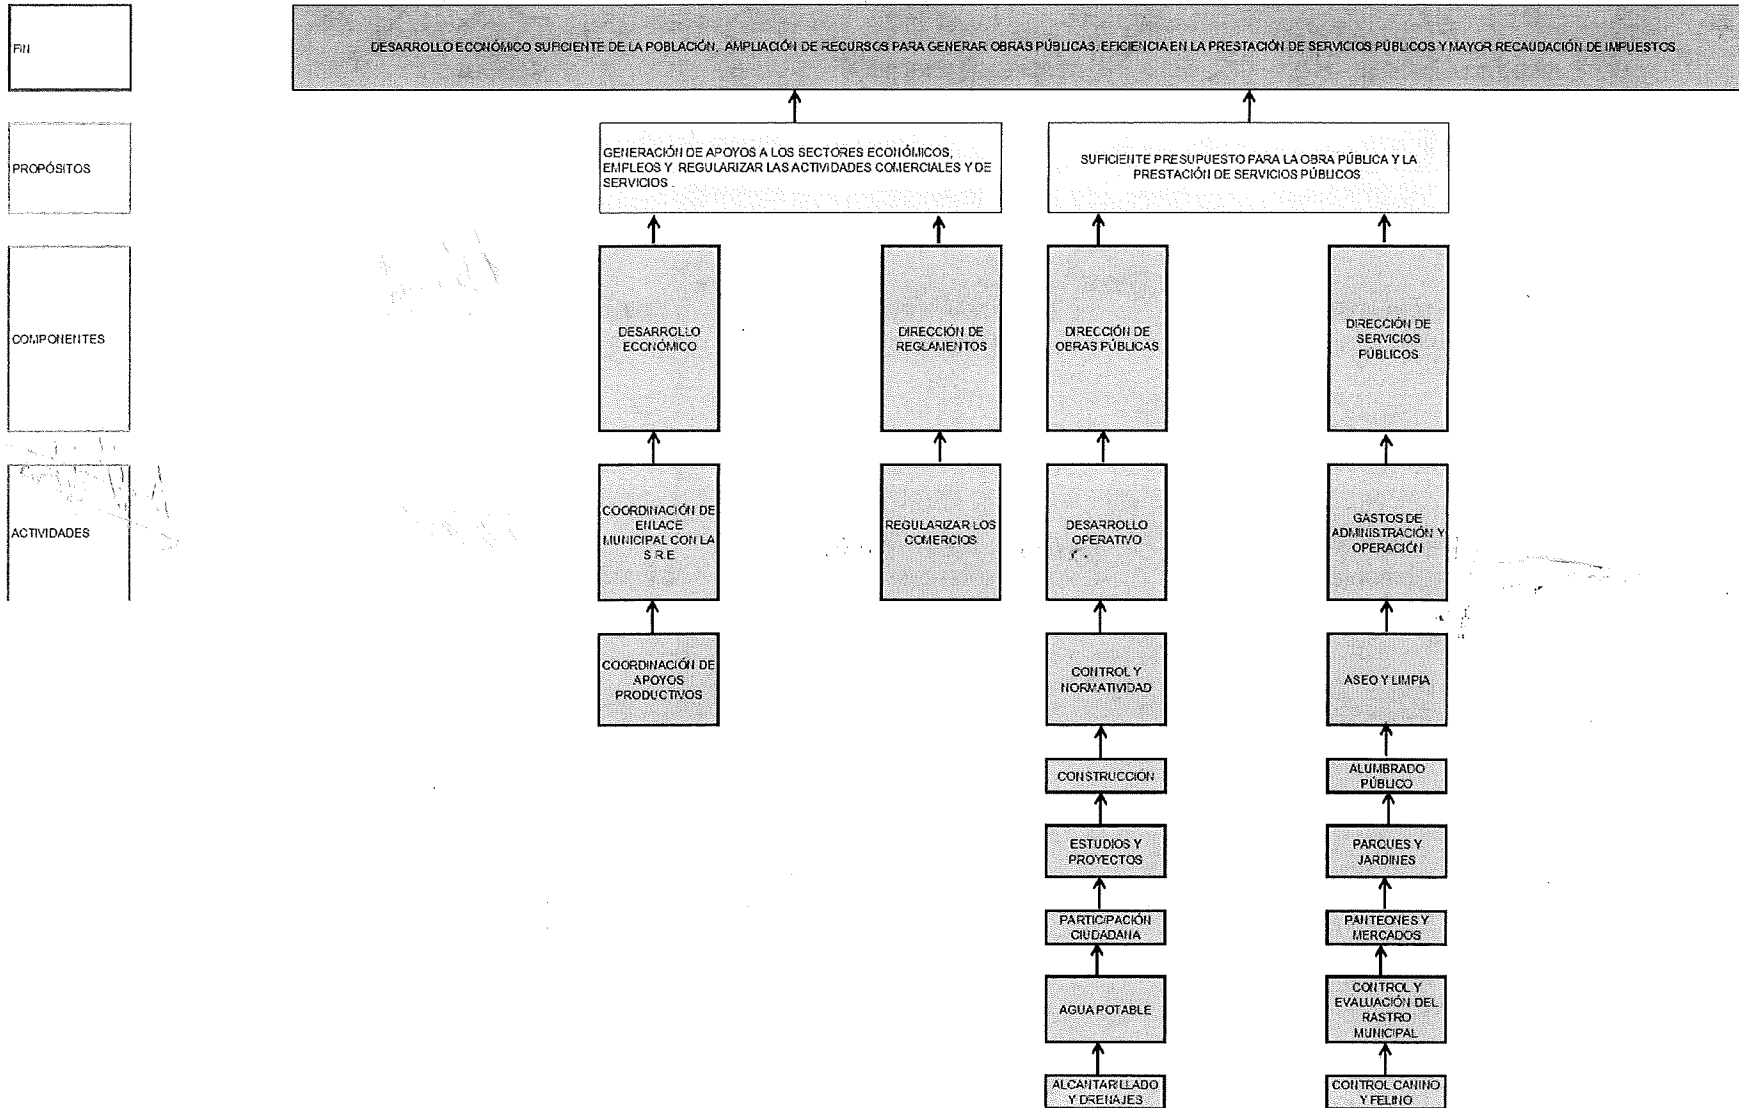 FIN
DESARROLLO ECONÓMICO SUFICIENTE DE LA POBLACIÓN, AMPLIACIÓN DE RECURSOS PARA GENERAR OBRAS PÚBLICAS, EFICIENCIA EN LA PRESTACIÓN DE SERVICIOS PÚBLICOS Y MAYOR RECAUDACIÓN DE IMPUESTOS.
PROPÓSITOS
GENERACIÓN DE APOYOS A LOS SECTORES ECONÓMICOS,
EMPLEOS Y REGULARIZAR LAS ACTIVIDADES COMERCIALES Y DE
SERVICIOS .
SUFICIENTE PRESUPUESTO PARA LA OBRA PÚBLICA Y LA
PRESTACIÓN DE SERVICIOS PÚBLICOS
COMPONENTES
DESARROLLO
ECONÓMICO
DIRECCIÓN DE
REGLAMENTOS
DIRECCIÓN DE
OBRAS PÚBLICAS
DIRECCIÓN DE
SERVICIOS
PÚBLICOS
ACTIVIDADES
COORDINACIÓN DE
ENLACE
MUNICIPAL CON LA
S.R.E
REGULARIZAR LOS
COMERCIOS
DESARROLLO
OPERATIVO
GASTOS DE
ADMINISTRACIÓN Y
OPERACIÓN
COORDINACIÓN DE
APOYOS
PRODUCTIVOS
CONTROL Y
NORMATIVIDAD
ASEO Y LIMPIA
CONSTRUCCIÓN
ALUMBRADO
PÚBLICO
ESTUDIOS Y
PROYECTOS
PARQUES Y
JARDINES
PARTICIPACIÓN
CIUDADANA
PANTEONES Y
MERCADOS
AGUA POTABLE
CONTROL Y
EVALUACIÓN DEL
RASTRO
MUNICIPAL
ALCANTARILLADO
Y DRENAJES
CONTROL CANINO
Y FELINO